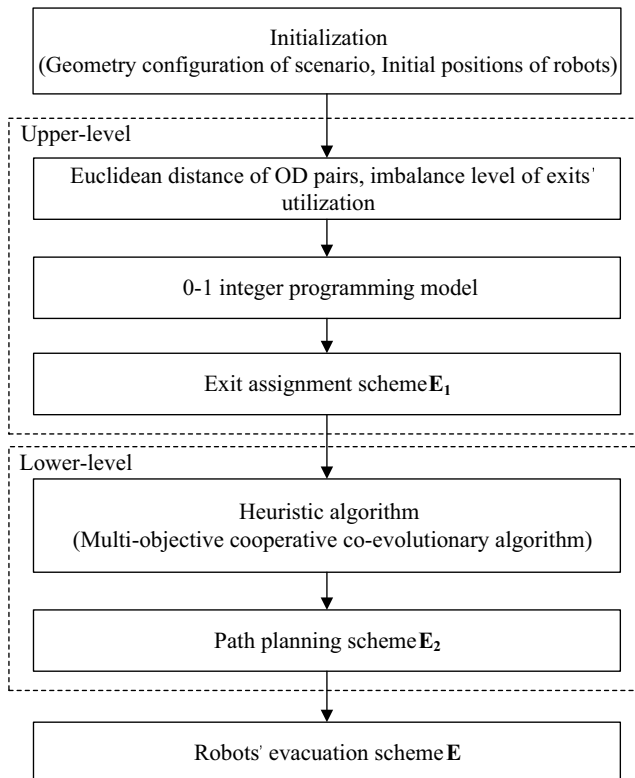 Initialization
(Geometry configuration of scenario, Initial positions of robots)
Upper-level
Euclidean distance of OD pairs, imbalance level of exits'
utilization
0-1 integer programming model
Exit assignment scheme E1
Lower-level
Heuristic algorithm
(Multi-objective cooperative co-evolutionary algorithm)
Path planning scheme E2
Robots' evacuation scheme E